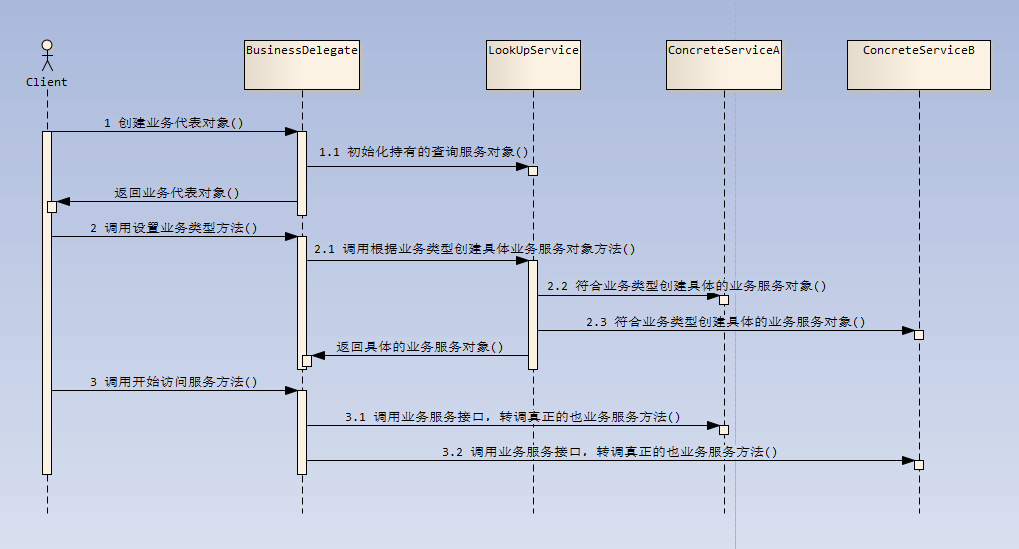 BusinessDelegate
LookUpService
ConcreteServiceA
ConcreteServiceB
Client
1 创建业务代表对象()
1.1 初始化持有的查询服务对象()
返回业务代表对象()
2 调用设置业务类型方法()
2.1 调用根据业务类型创建具体业务服务对象方法()
2.2 符合业务类型创建具体的业务服务对象()
2.3 符合业务类型创建具体的业务服务对象()
返回具体的业务服务对象()
3 调用开始访问服务方法()
3.1 调用业务服务接口，转调真正的也业务服务方法()
3.2 调用业务服务接口，转调真正的也业务服务方法()